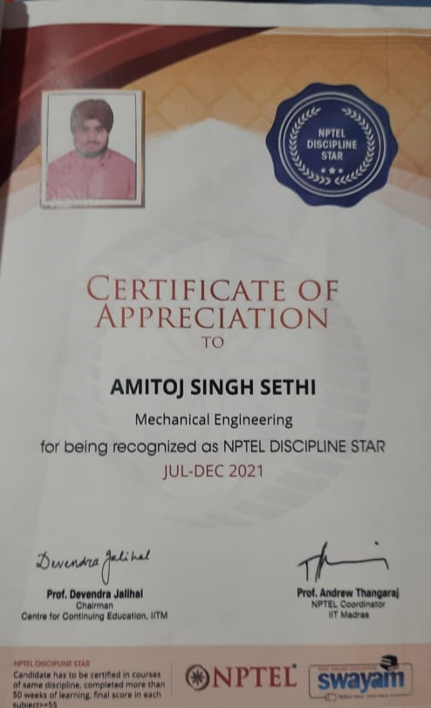 NPTEL
DISCIPLINE
STAR
CERTIFICATE OF
APPRECIATION
TO
AMITOJ SINGH SETHI
Mechanical Engineering
for being recognized as NPTEL DISCIPLINE STAR
JUL-DEC 2021
Devendra Jalihal
Prof. Devendra Jalihal
Chairman
Centre for Continuing Education, IITM
Prof. Andrew Thangaraj
NPTEL Coordinator
IIT Madras
NPTEL DISCIPLINE STAR
Candidate has to be certified in courses
of same discipline, completed more than
50 weeks of learning, final score in each
subject>=55
NPTEL
swayam